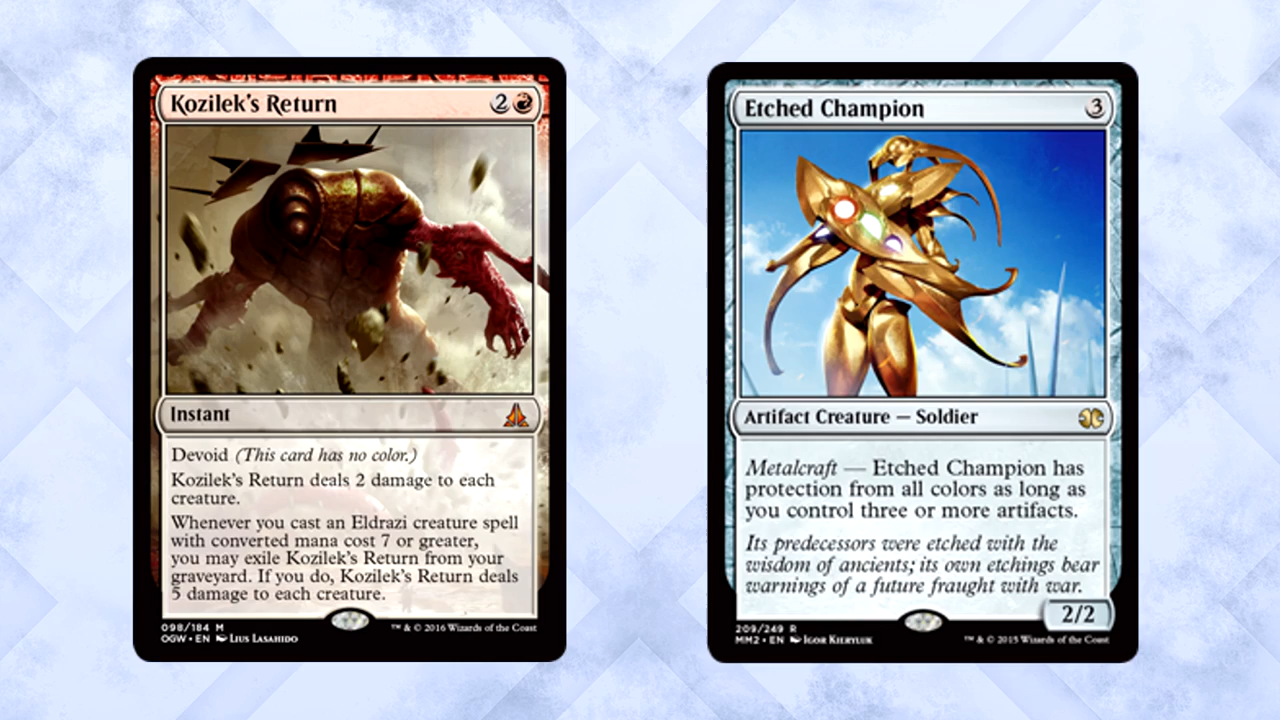 Kozilek's Return 2
Instant
Devoid (This card has no color.)
Kozilek's Return deals 2 damage to each
creature.
Whenever you cast an Eldrazi creature spell
with converted mana cost 7 or greater,
you may exile Kozilek's Return from your
graveyard. If you do, Kozilek's Return deals
5 damage to each creature.
098/184 M
OGW • EN Lius Lasahido
™ & © 2016 Wizards of the Coast
Etched Champion 3
Artifact Creature — Soldier
Metalcraft — Etched Champion has
protection from all colors as long as
you control three or more artifacts.
Its predecessors were etched with the
wisdom of ancients; its own etchings bear
warnings of a future fraught with war.
2/2
209/249 R
MM2 • EN Igor Kieryluk
™ & © 2015 Wizards of the Coast